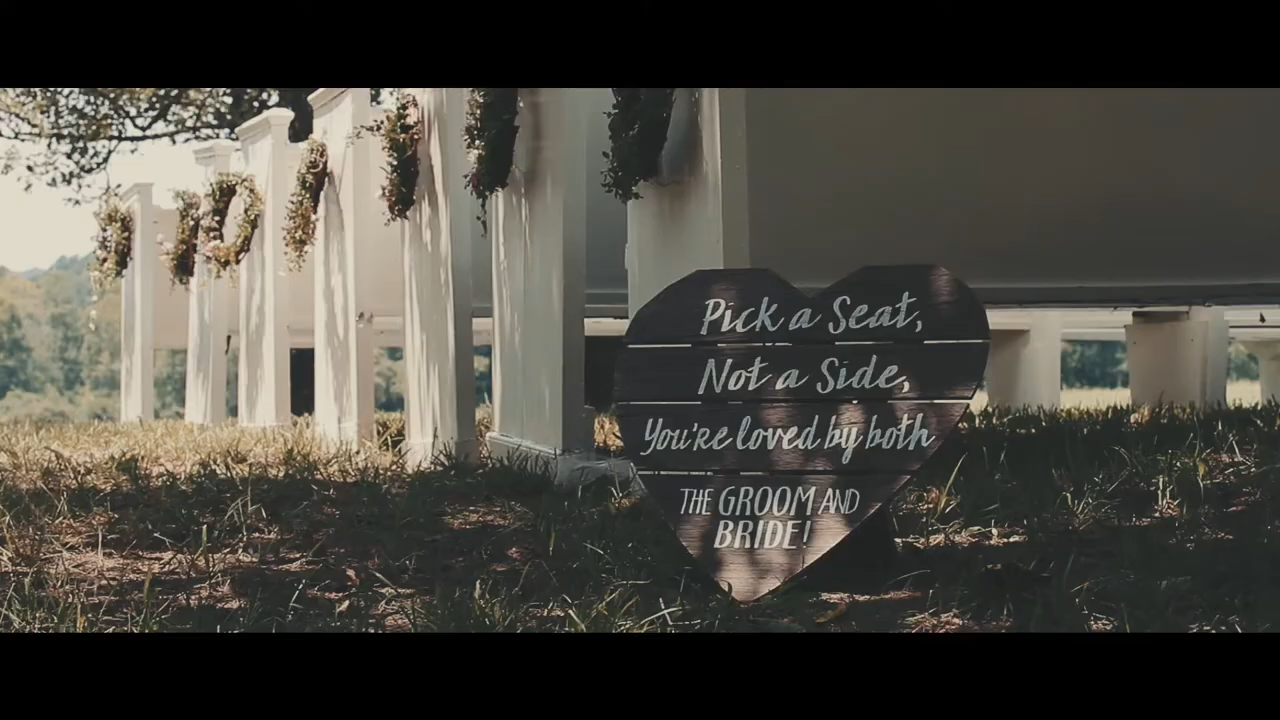 Pick a Seat,
Not a Side,
You're loved by both
THE GROOM AND
BRIDE!